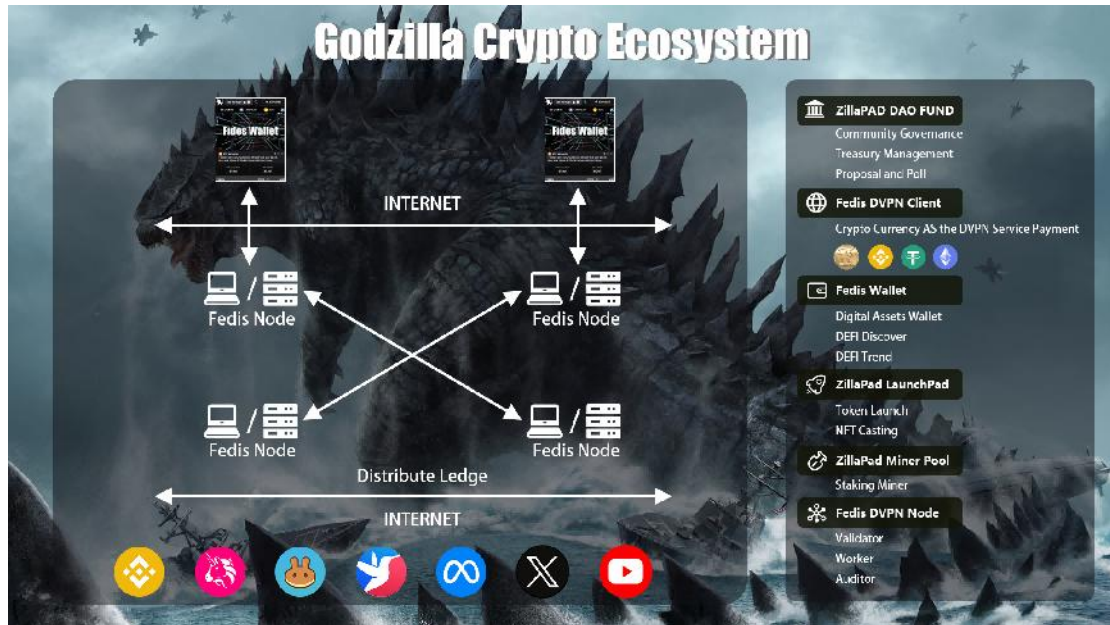 Godzilla Crypto Ecosystem
Fides Wallet
Fides Wallet
INTERNET
Fedis Node
Fedis Node
Fedis Node
Fedis Node
Distribute Ledge
INTERNET
ZillaPAD DAO FUND
Community Governance
Treasury Management
Proposal and Poll
Fedis DVPN Client
Crypto Currency AS the DVPN Service Payment
Fedis Wallet
Digital Assets Wallet
DEFI Discover
DEFI Trend
ZillaPad LaunchPad
Token Launch
NFT Casting
ZillaPad Miner Pool
Staking Miner
Fedis DVPN Node
Validator
Worker
Auditor